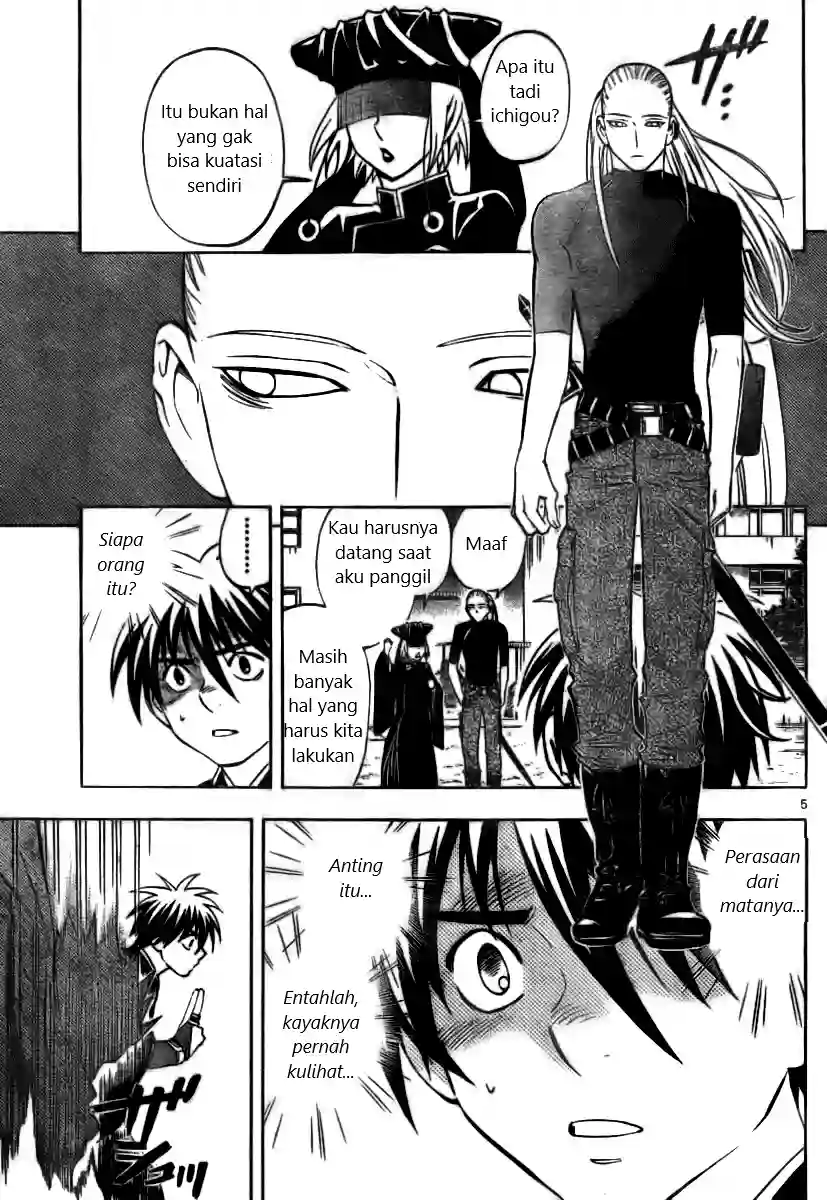 Apa itu
tadi
ichigou?
Itu bukan hal
yang gak
bisa kuatasi
sendiri
ザッ
Kau harusnya
datang saat
aku panggil
Maaf
Masih
banyak
hal yang
harus kita
lakukan
.........
Siapa
orang
itu?
5
Perasaan
dari
matanya...
Anting
itu...
Entahlah,
kayaknya
pernah
kulihat...